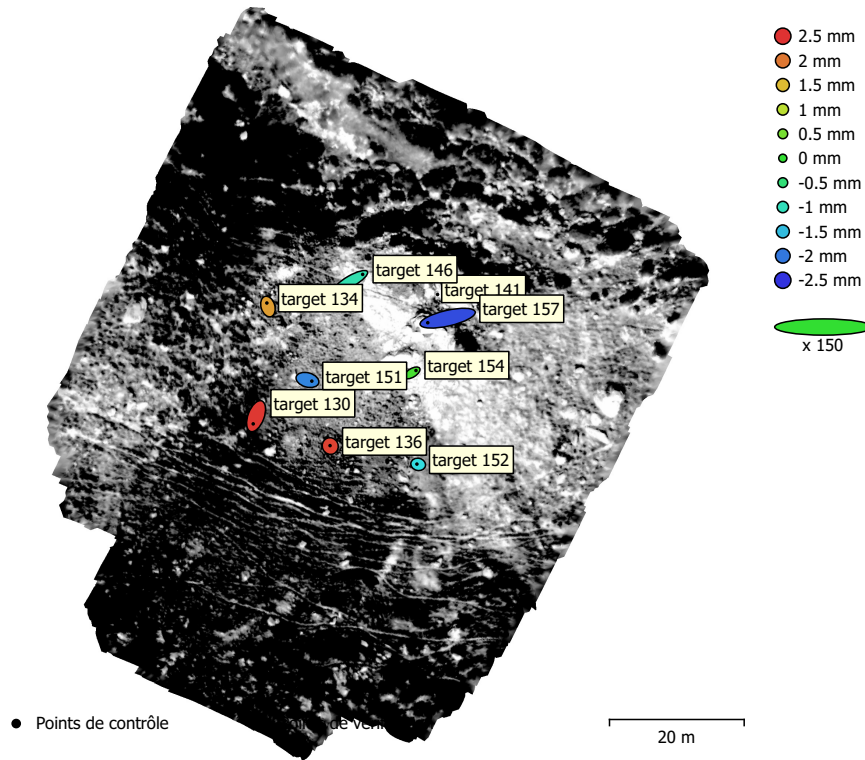 2.5 mm
2 mm
1.5 mm
1 mm
0.5 mm
0 mm
-0.5 mm
-1 mm
-1.5 mm
-2 mm
-2.5 mm
x 150
target 146
target 141
target 134
target 157
target 154
target 151
target 130
target 136
target 152
Points de contrôle
de
20 m